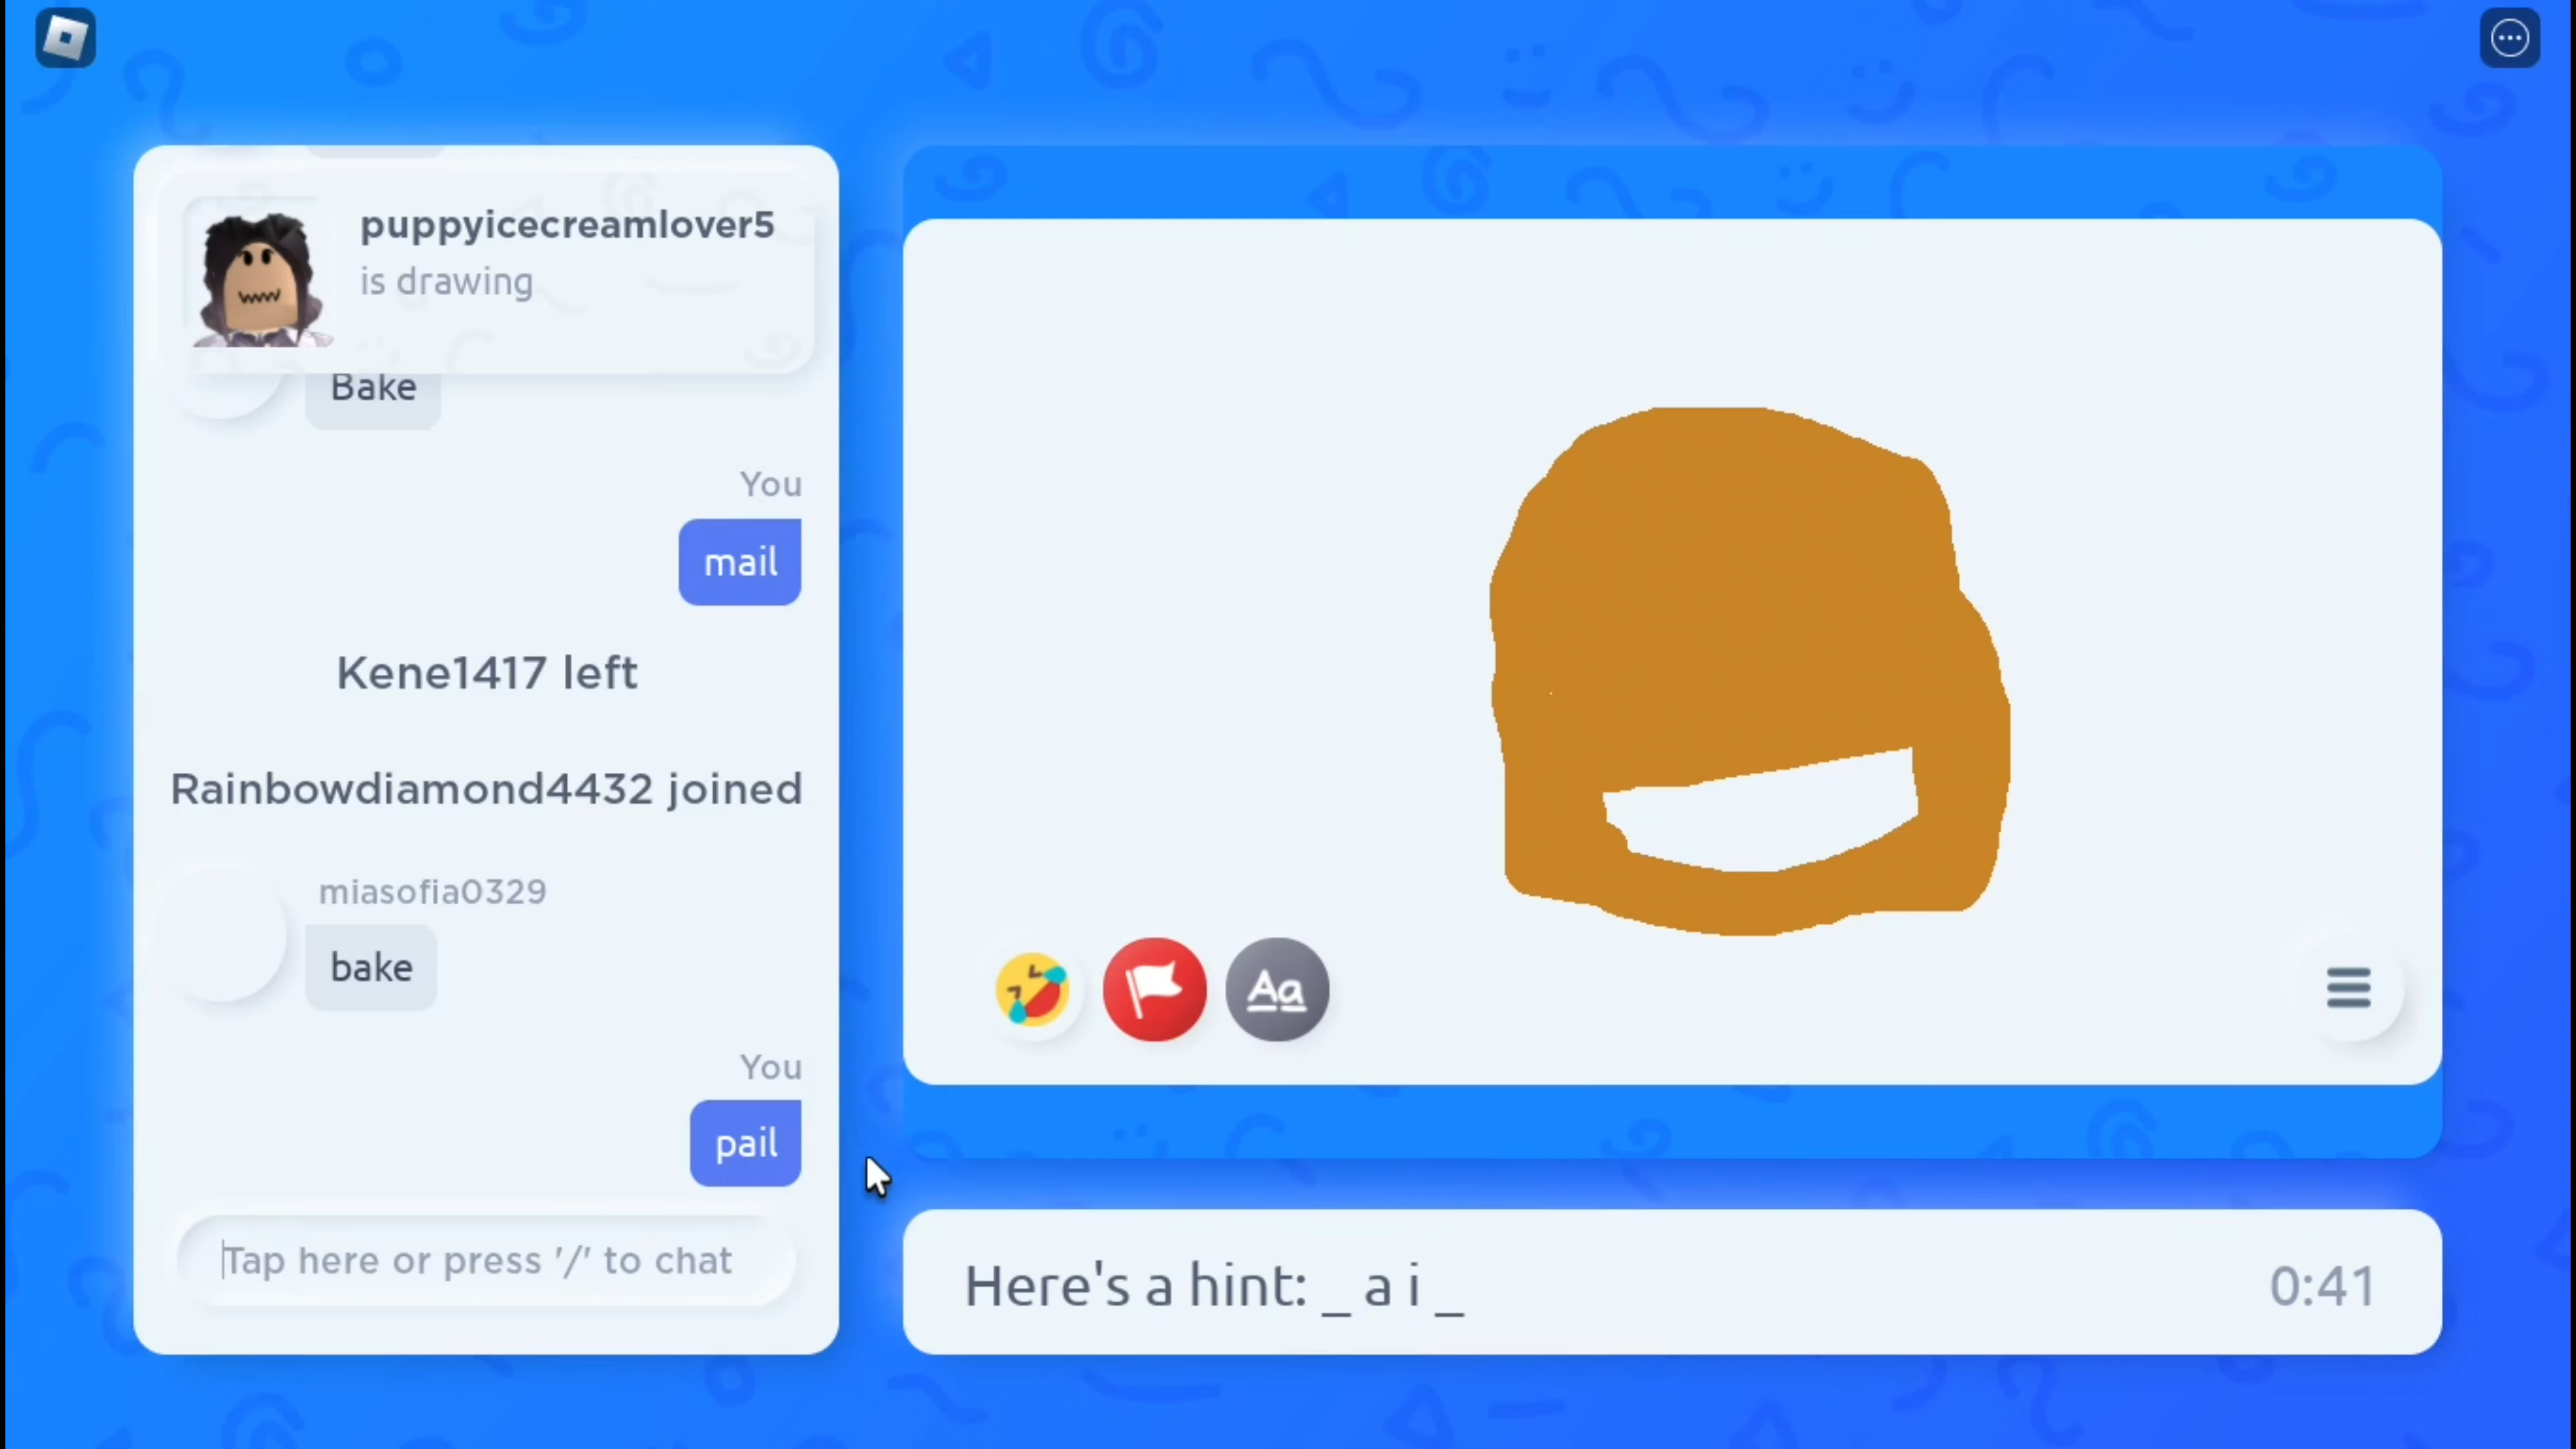 puppyicecreamlover5
is drawing
Bake
You
mail
Kene1417 left
Rainbowdiamond4432 joined
miasofia0329
bake
You
pail
Tap here or press '/' to chat
Aa
Here's a hint: _ a i _
0:41